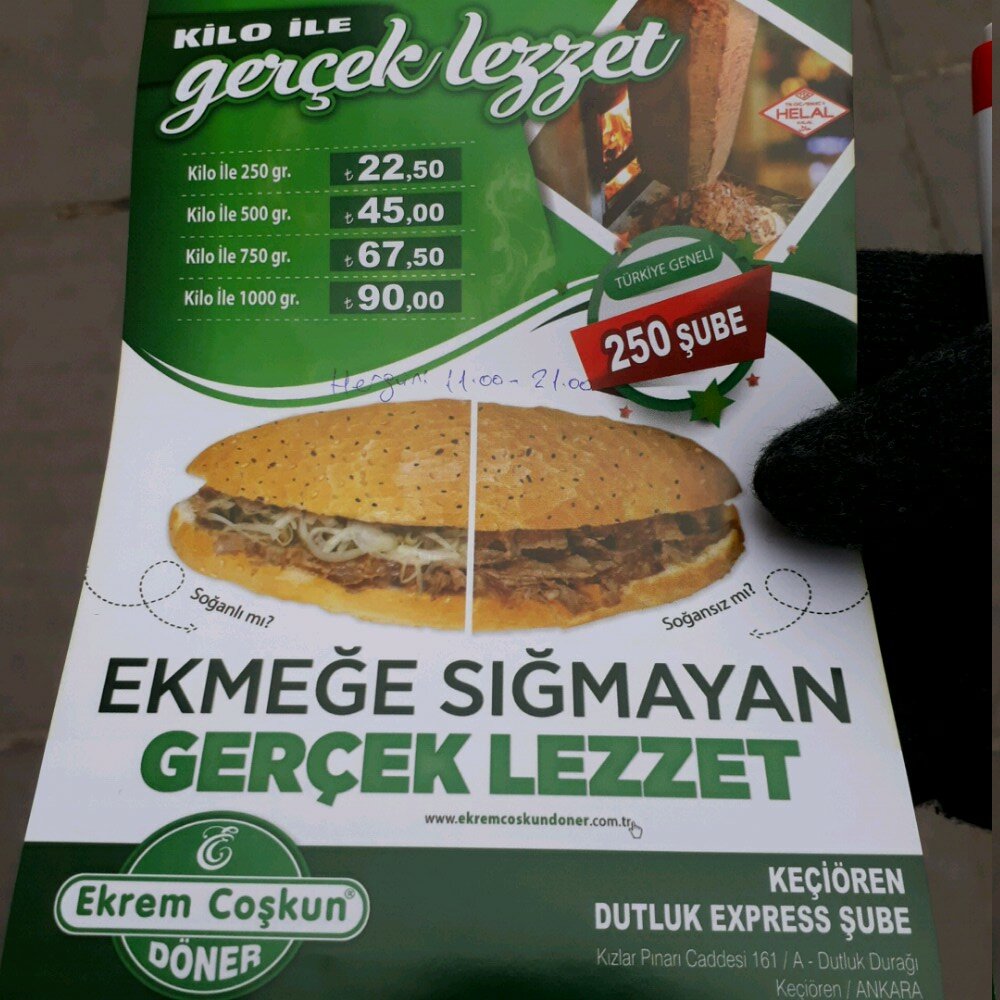 KİLO İLE
gerçek lezzet
HELAL
Kilo İle 250 gr. ₺22,50
Kilo İle 500 gr. ₺45,00
Kilo İle 750 gr. ₺67,50
Kilo İle 1000 gr. ₺90,00
TÜRKİYE GENELİ
250 ŞUBE
Hergün: 11.00 - 21.00
Soğanlı mı?
Soğansız mı?
EKMEĞE SIĞMAYAN
GERÇEK LEZZET
www.ekremcoskundoner.com.tr
Ekrem Coşkun®
DÖNER
KEÇİÖREN
DUTLUK EXPRESS ŞUBE
Kızlar Pınarı Caddesi 161 / A - Dutluk Durağı
Keçiören / ANKARA